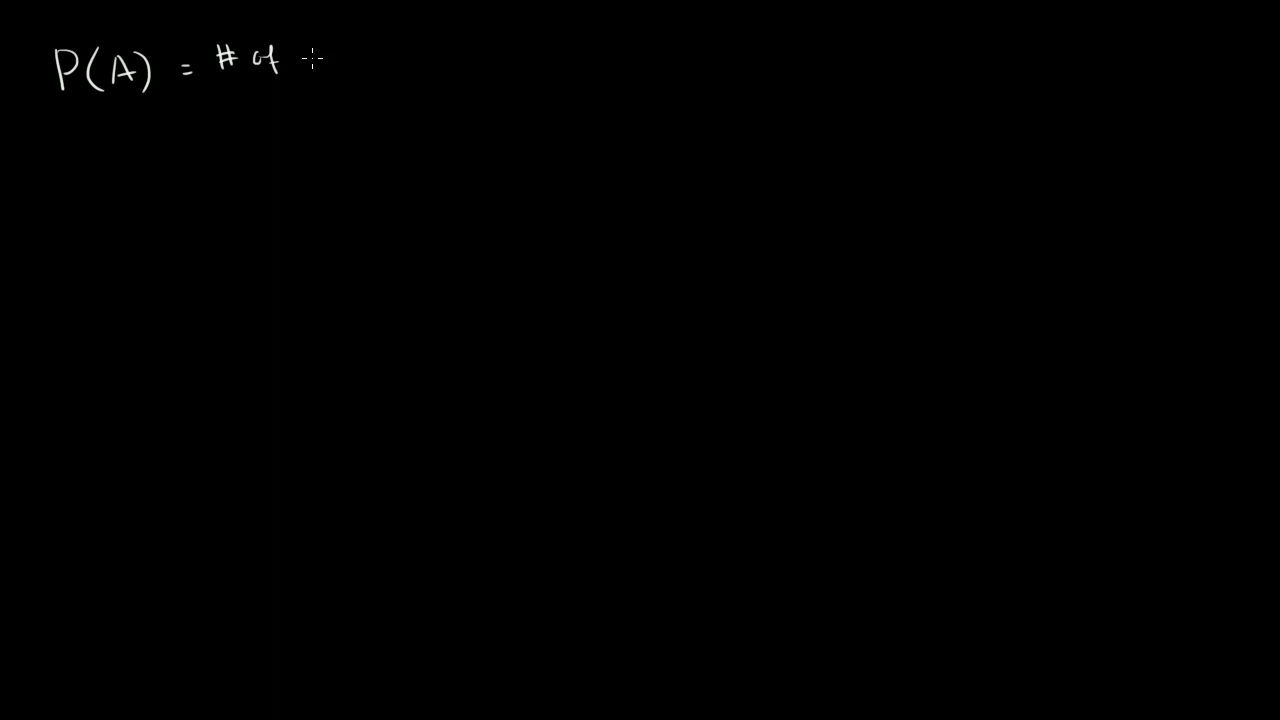 P(A) = # of